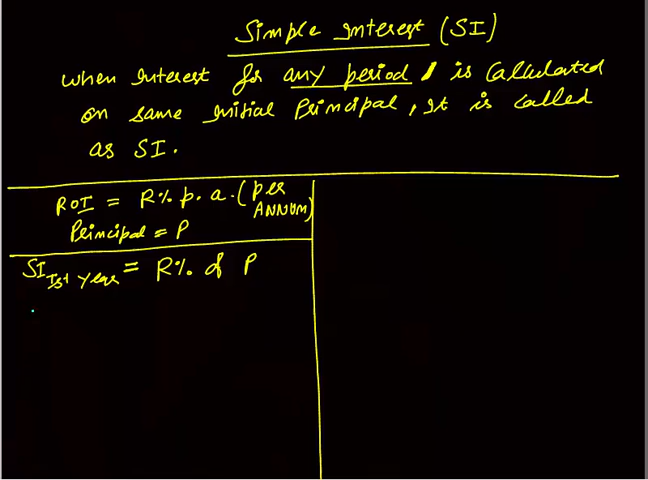 Simple Interest (SI)
When Interest for any period is Calculated
on same Initial Principal, It is called
as SI.
ROI = R% p. a. (per
ANNUM)
Principal = P
SI Ist Year = R% of P